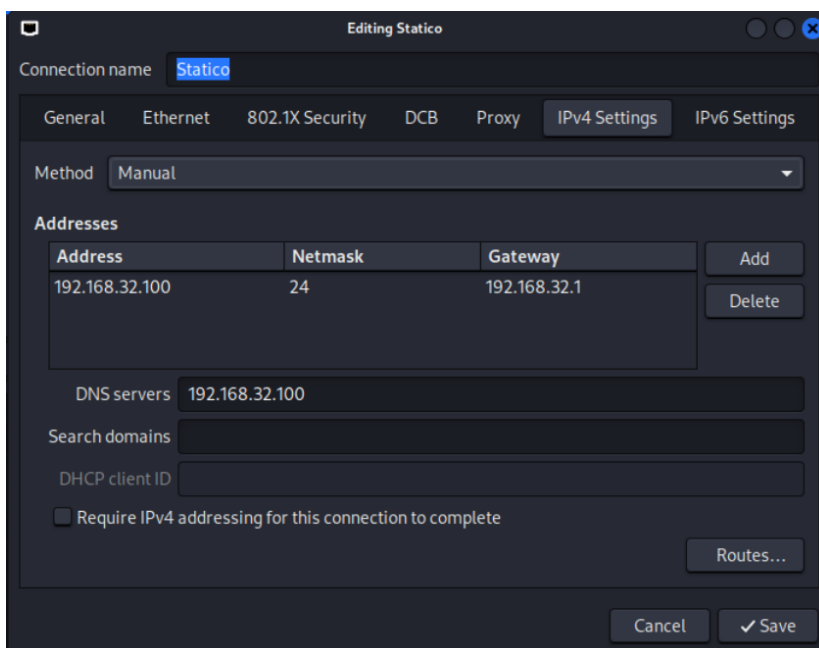 Editing Statico
Connection name Statico
General Ethernet 802.1X Security DCB Proxy IPv4 Settings IPv6 Settings
Method Manual
Addresses
Address Netmask Gateway
192.168.32.100 24 192.168.32.1
Add
Delete
DNS servers 192.168.32.100
Search domains
DHCP client ID
Require IPv4 addressing for this connection to complete
Routes...
Cancel Save